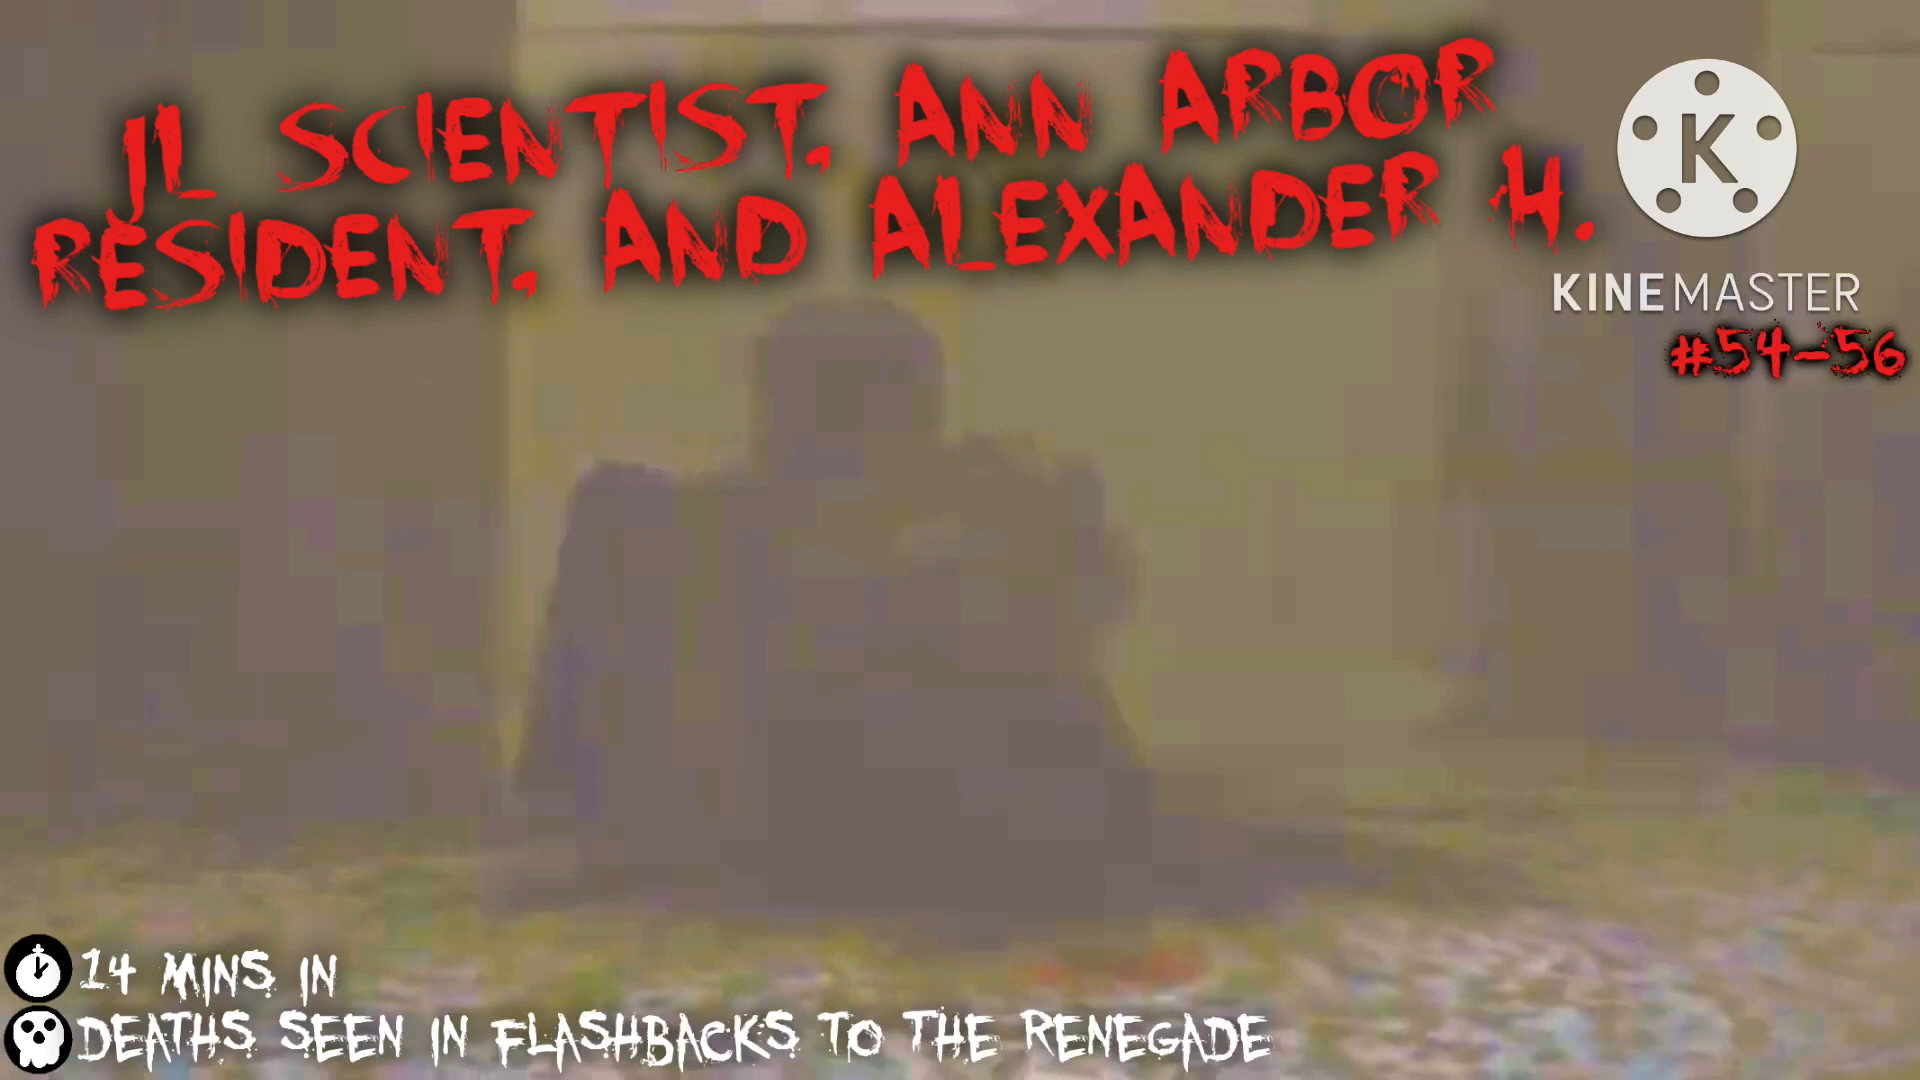 JL SCIENTIST, ANN ARBOR
RESIDENT, AND ALEXANDER H.
K
KINEMASTER
#54-56
14 MINS IN
DEATHS SEEN IN FLASHBACKS TO THE RENEGADE